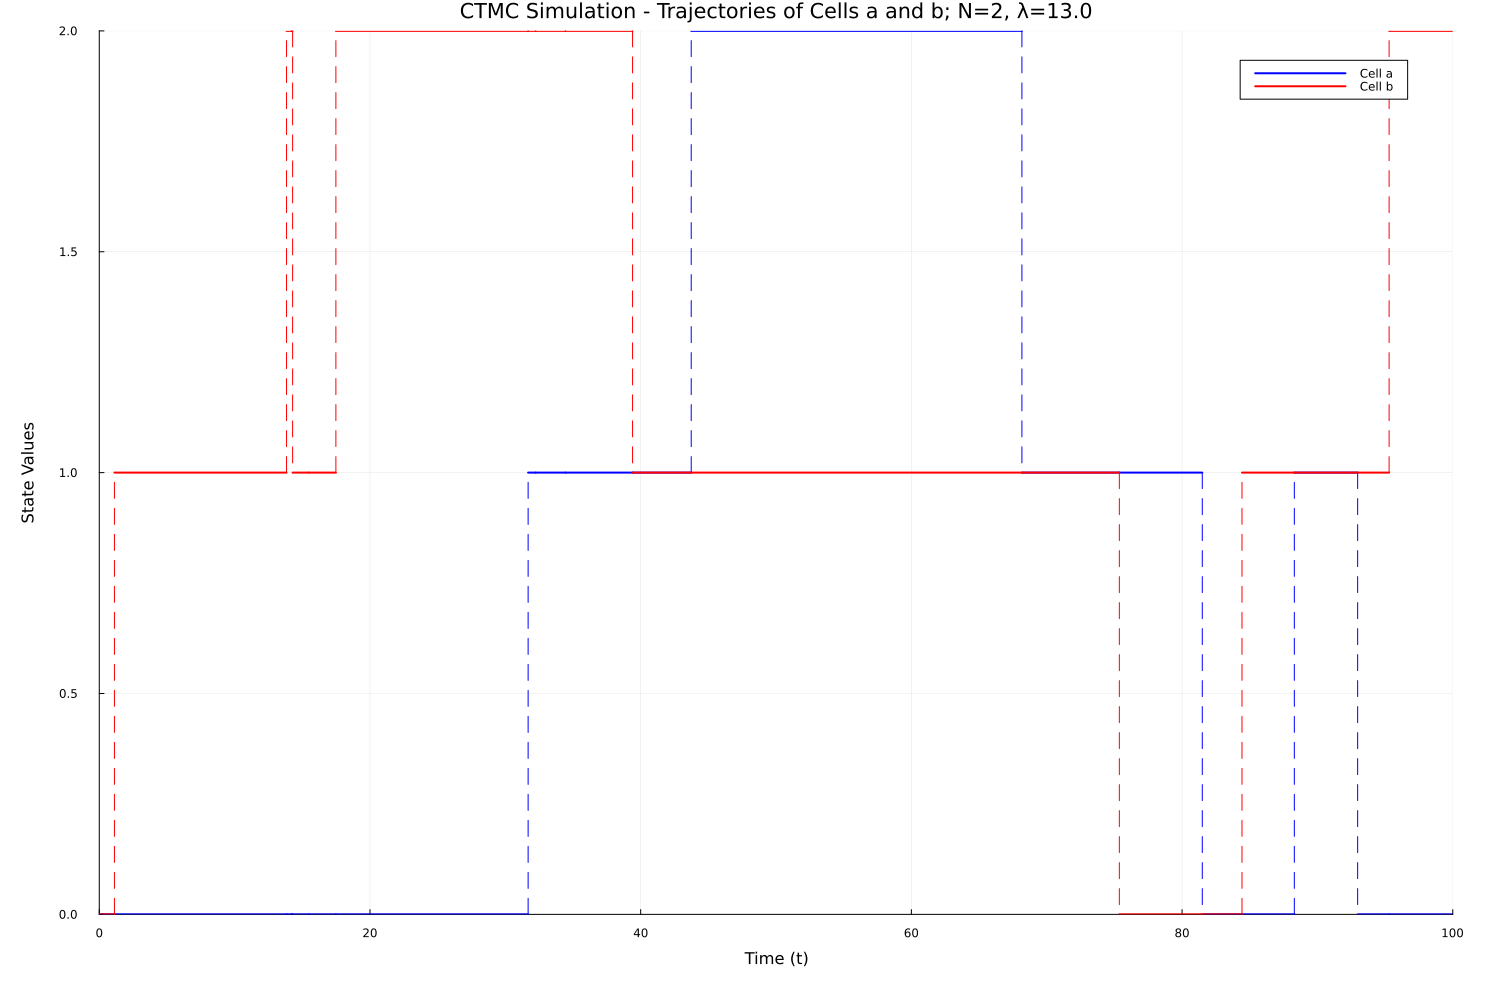 CTMC Simulation - Trajectories of Cells a and b; N=2, λ=13.0
2.0
Cell a
Cell b
1.5
1.0
State Values
0.5
0.0
0 20 40 60 80 100
Time (t)